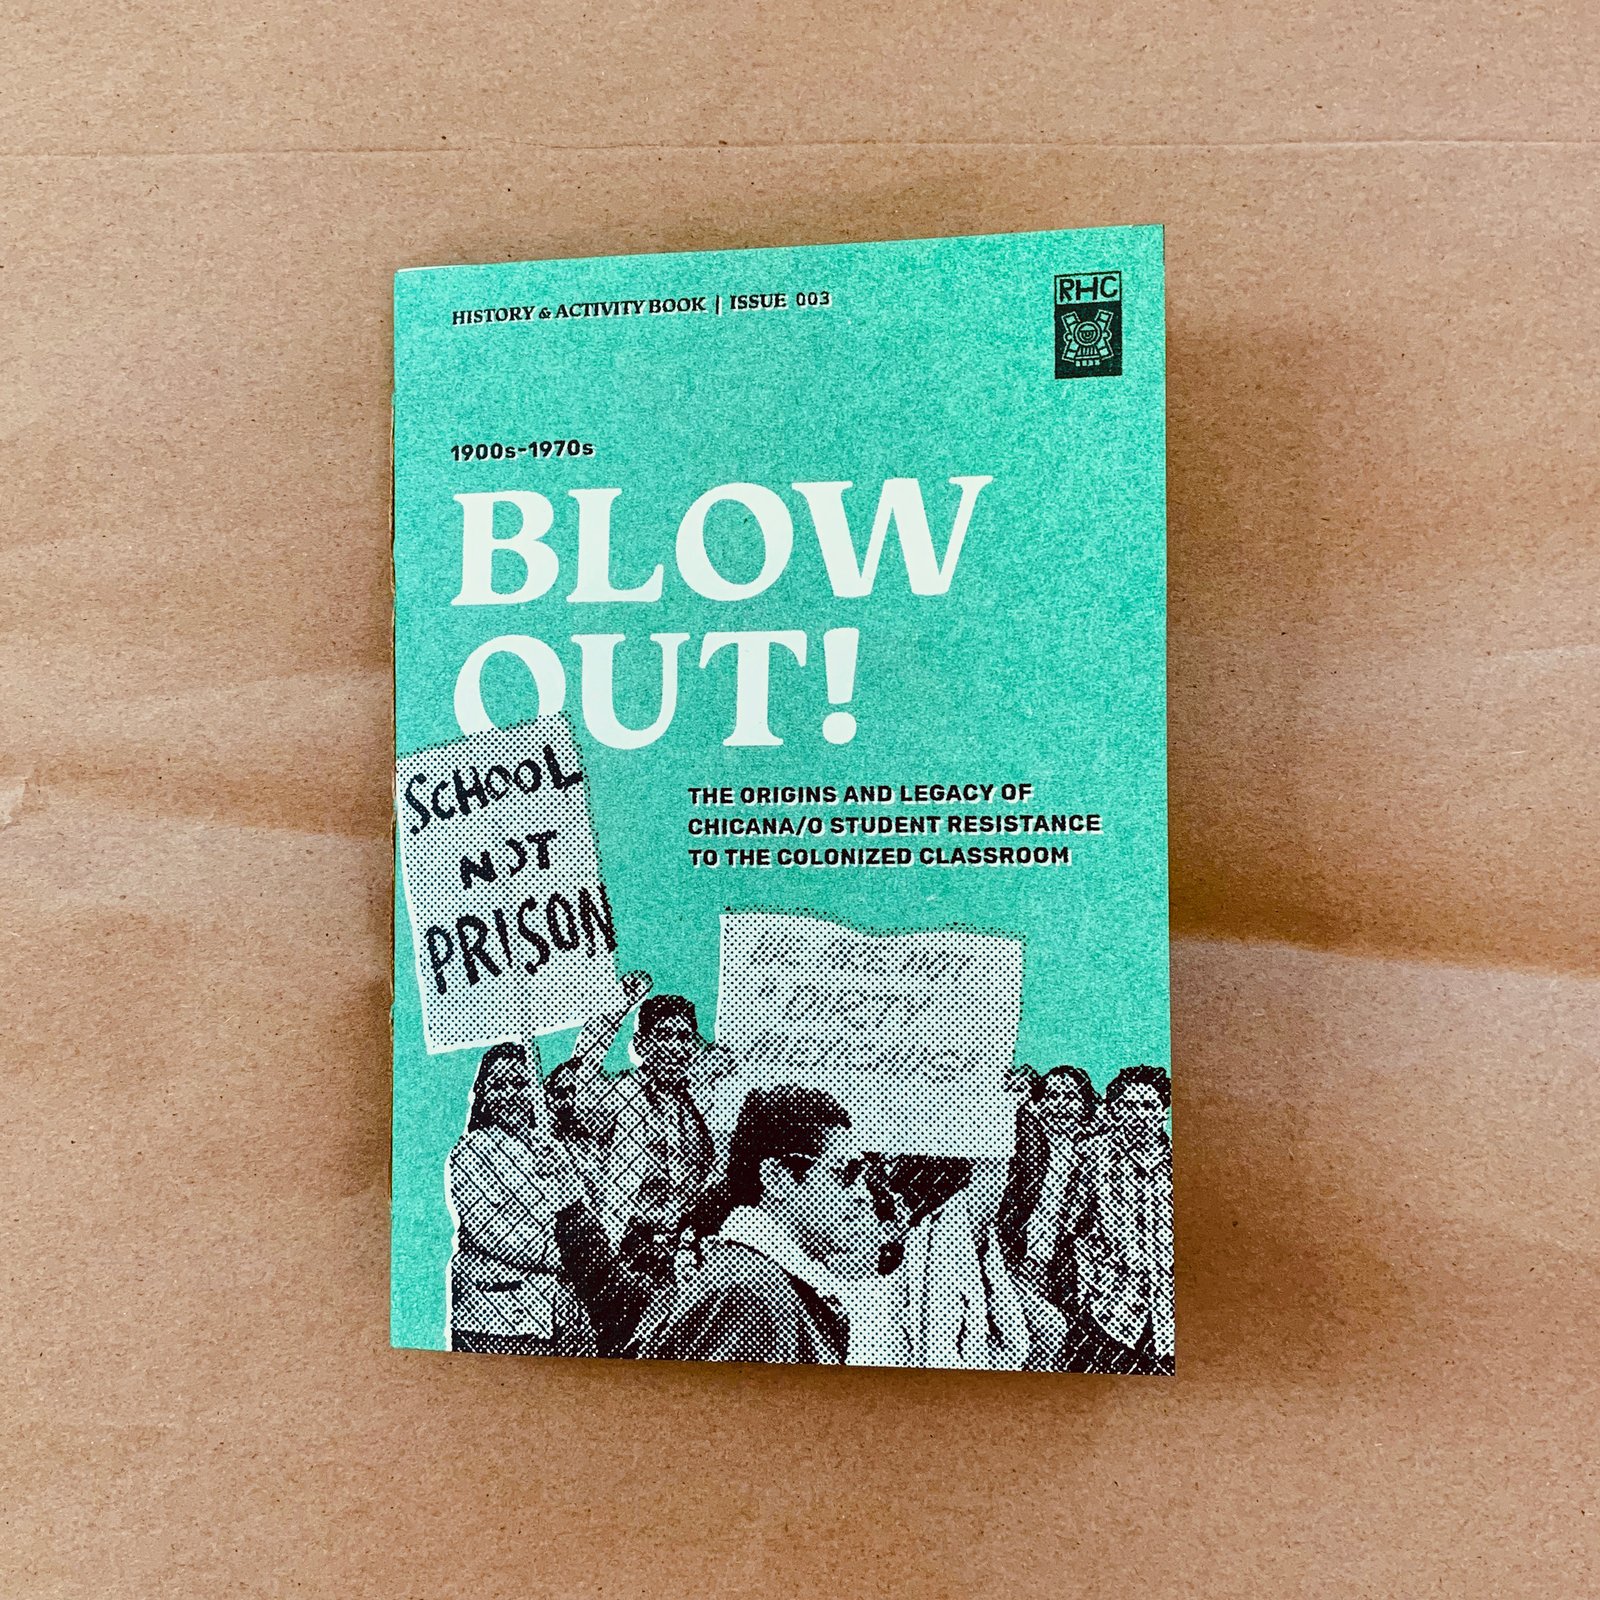 HISTORY & ACTIVITY BOOK | ISSUE 003
RHC
1900s-1970s
BLOW
OUT!
THE ORIGINS AND LEGACY OF
CHICANA/O STUDENT RESISTANCE
TO THE COLONIZED CLASSROOM
SCHOOL
NOT
PRISON
DIRTY